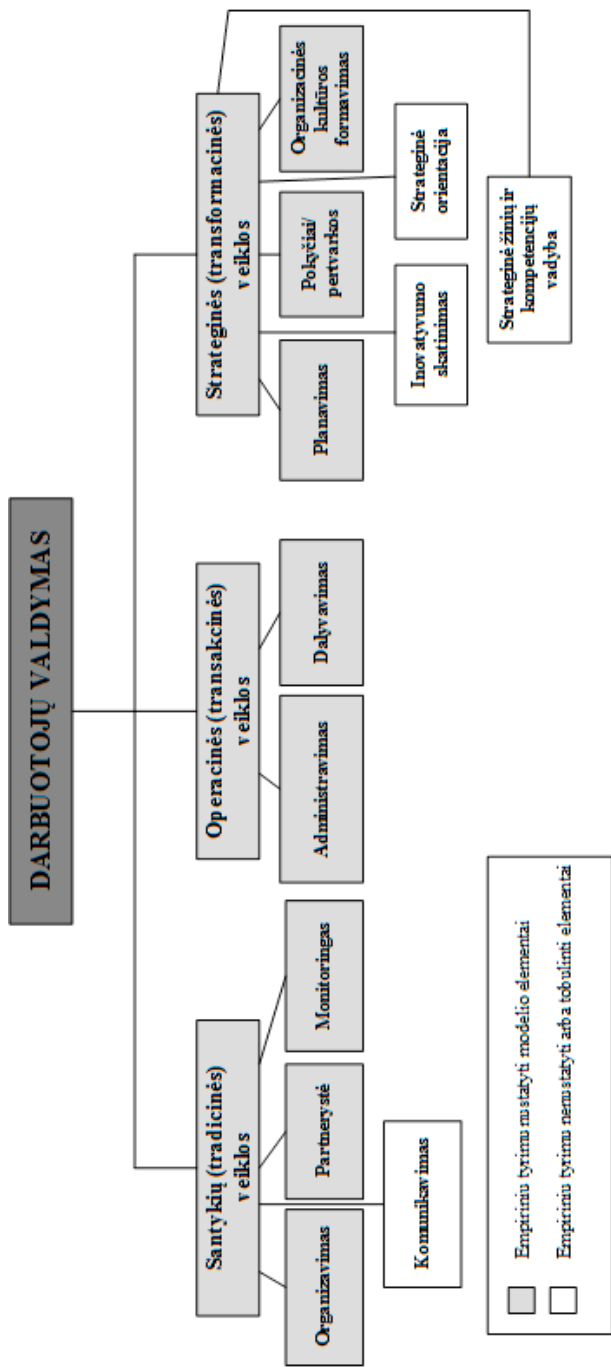 DARBUOTOJŲ VALDYMAS
Santykių (tradicinės)
veiklos
Organizavimas
Partnerystė
Monitoringas
Komunikavimas
Operacinės (transakcinės)
veiklos
Administravimas
Dalyvavimas
Strateginės (transformacinės)
veiklos
Planavimas
Pokyčiai/
pertvarkos
Organizacinės
kultūros
formavimas
Inovatyvumo
skatinimas
Strateginė
orientacija
Strateginė žinių ir
kompetencijų
vadyba
Empiriniu tyrimu nustatyti modelio elementai
Empiriniu tyrimu nenustatyti arba tobulinti elementai